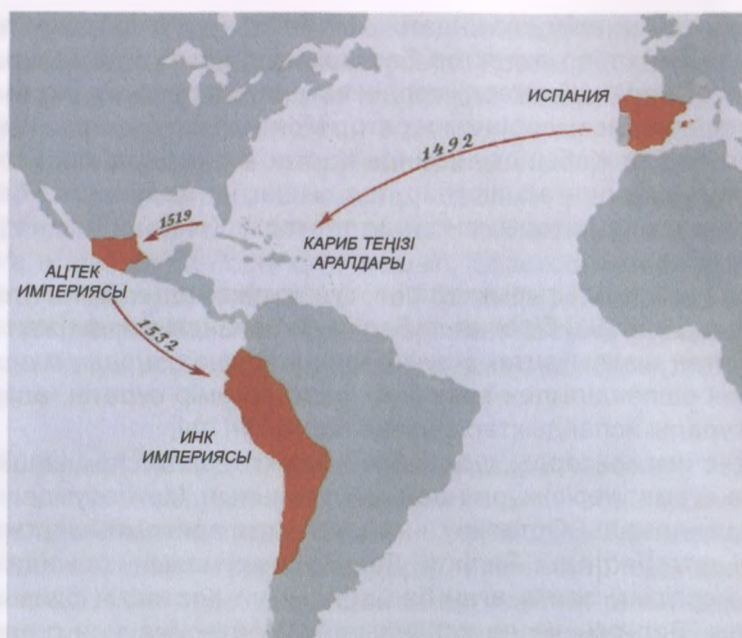 ИСПАНИЯ
1492
1519
КАРИБ ТЕҢІЗІ
АРАЛДАРЫ
АЦТЕК
ИМПЕРИЯСЫ
1532
ИНК
ИМПЕРИЯСЫ